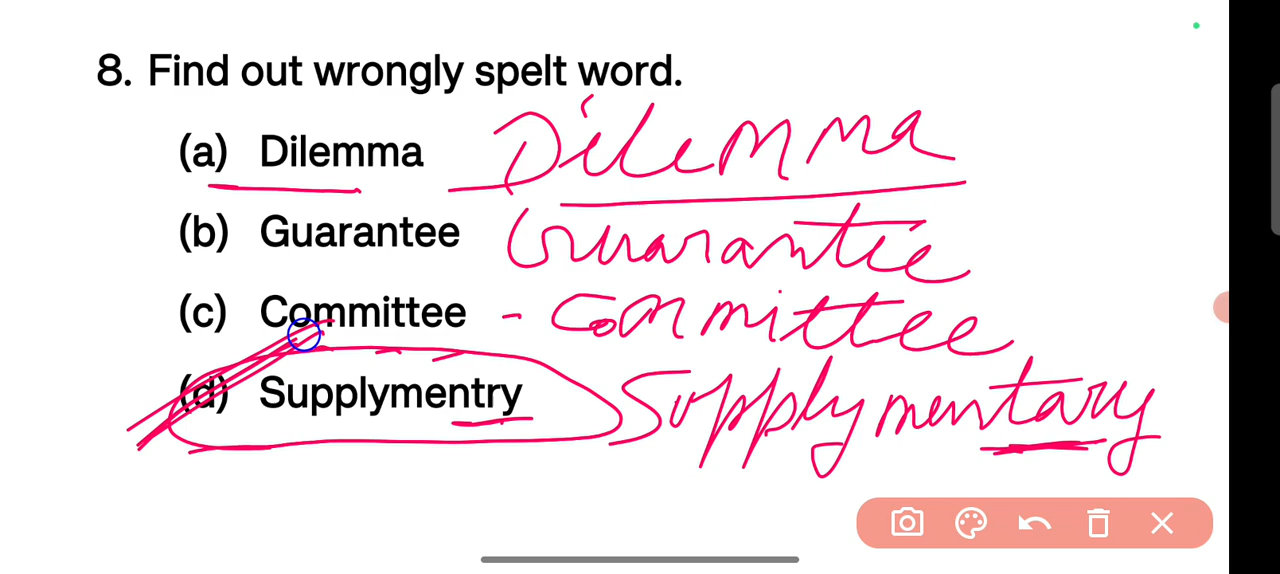 8. Find out wrongly spelt word.
(a) Dilemma Dilemma
(b) Guarantee Guarantee
(c) Committee - Committee
(d) Supplymentry Supplymentary